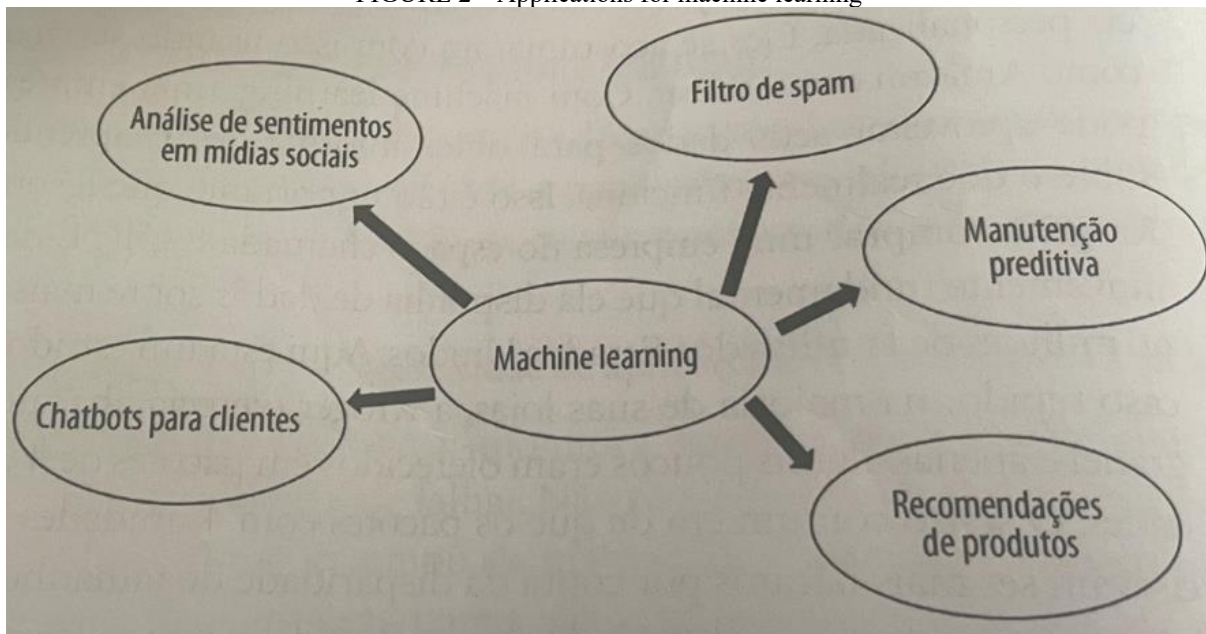 FIGURE 2 – Applications for machine learning
Análise de sentimentos
em mídias sociais
Filtro de spam
Manutenção
preditiva
Machine learning
Chatbots para clientes
Recomendações
de produtos